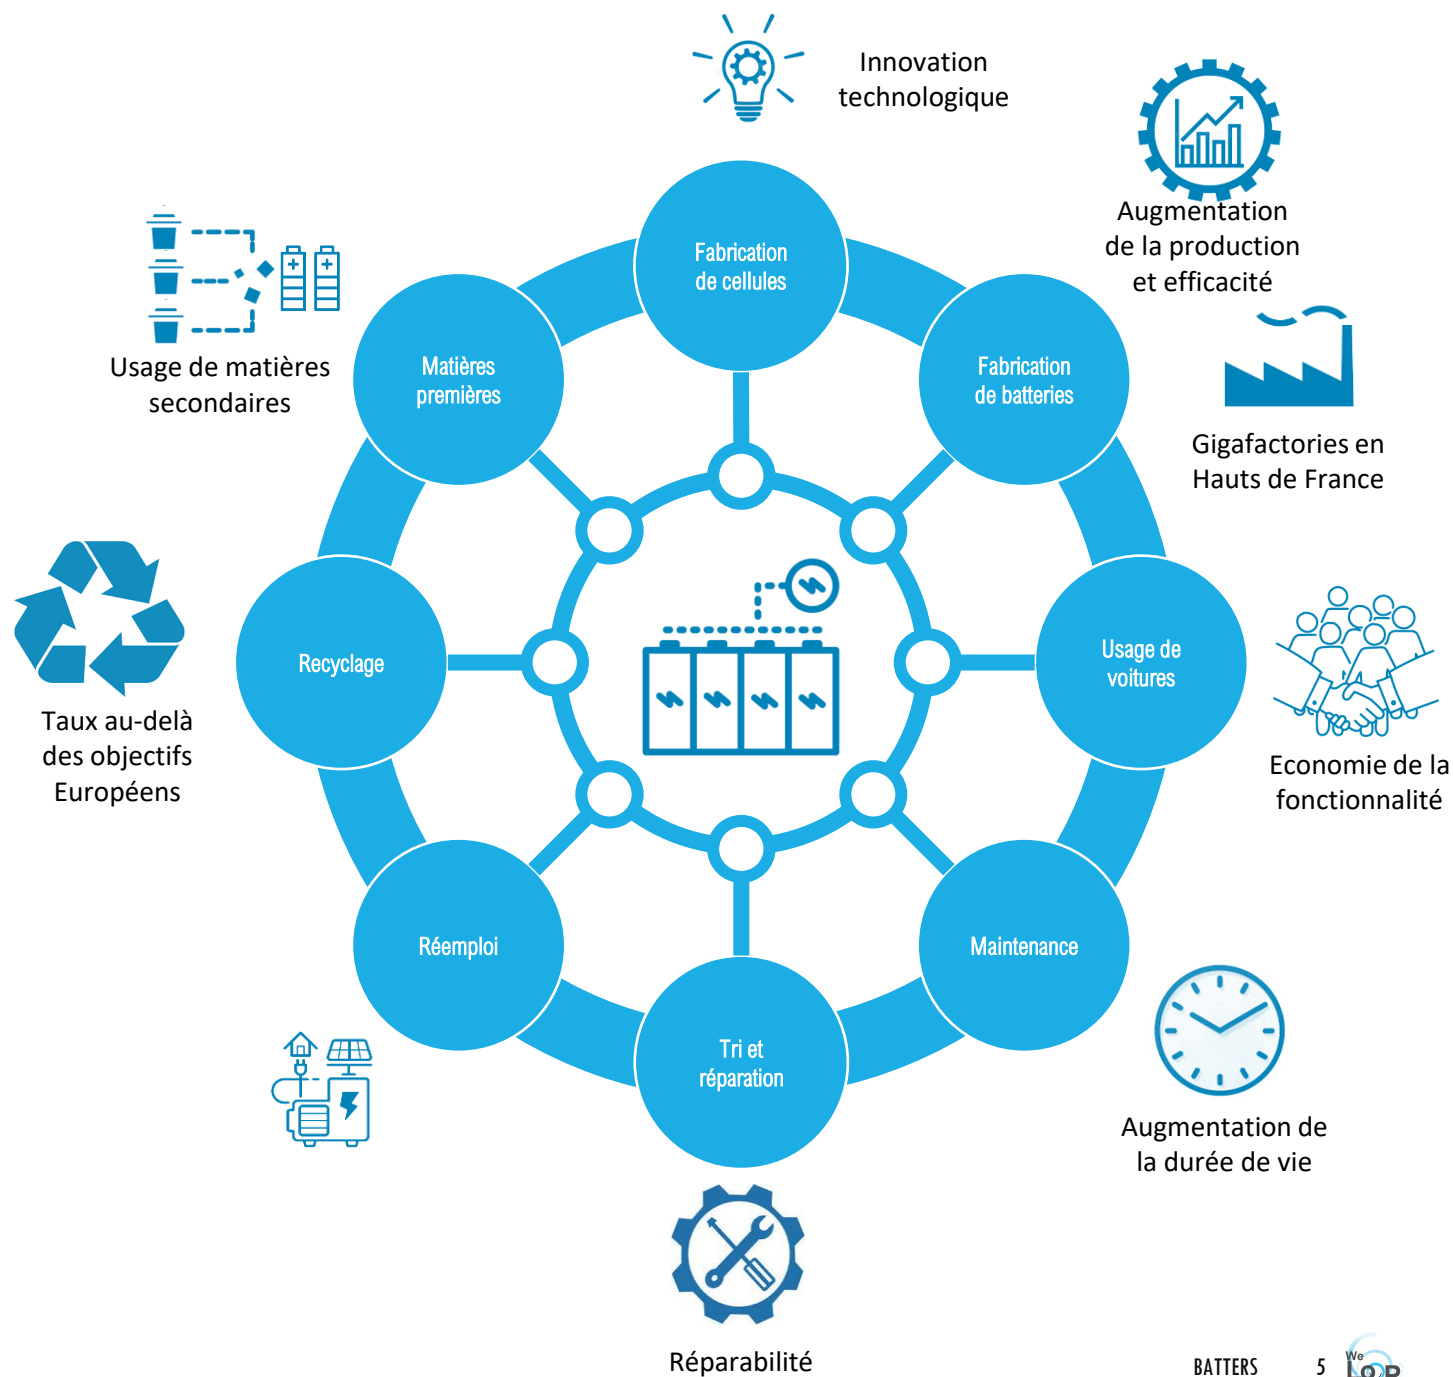 Innovation
technologique
Augmentation
de la production
et efficacité
Fabrication
de cellules
Usage de matières
secondaires
Matières
premières
Fabrication
de batteries
Gigafactories en
Hauts de France
Recyclage
Usage de
voitures
Taux au-delà
des objectifs
Européens
Economie de la
fonctionnalité
Réemploi
Maintenance
Tri et
réparation
Augmentation de
la durée de vie
Réparabilité
BATTERS 5
We
LOOP